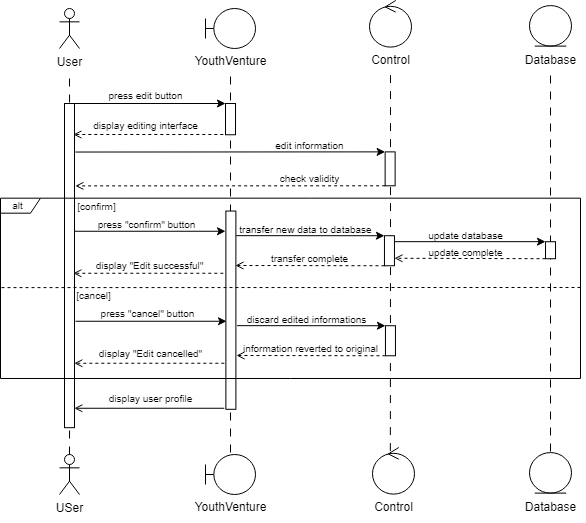 User
YouthVenture
Control
Database
press edit button
display editing interface
edit information
check validity
alt
[confirm]
press "confirm" button
transfer new data to database
update database
update complete
transfer complete
display "Edit successful"
[cancel]
press "cancel" button
discard edited informations
information reverted to original
display "Edit cancelled"
display user profile
USer
YouthVenture
Control
Database